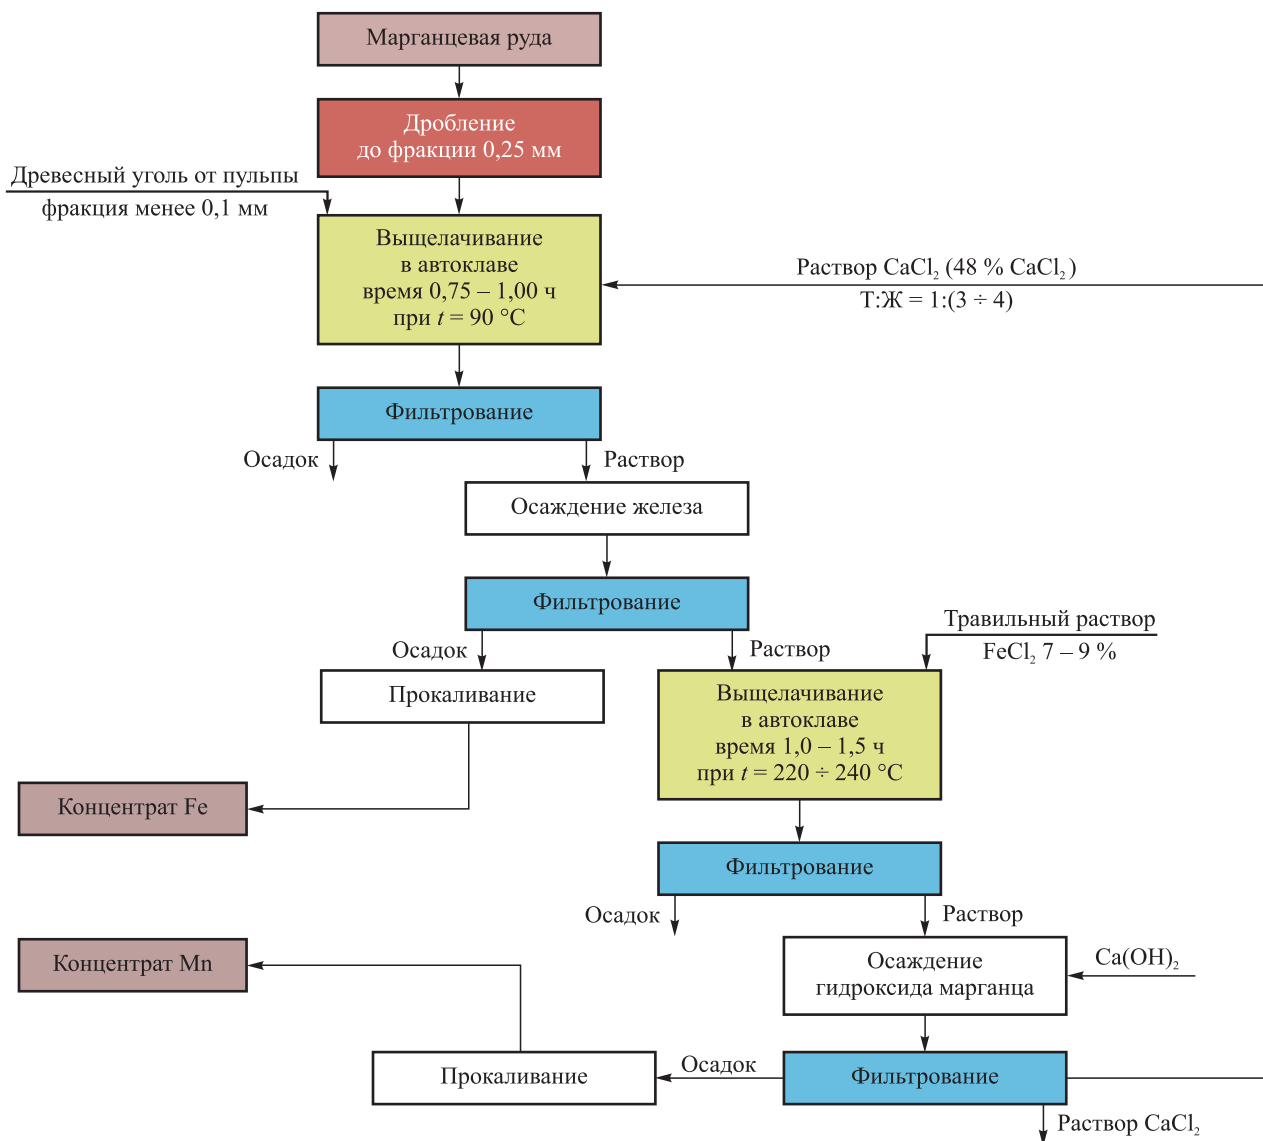 Марганцевая руда
Дробление
до фракции 0,25 мм
Древесный уголь от пульпы
фракция менее 0,1 мм
Выщелачивание
в автоклаве
время 0,75 – 1,00 ч
при t = 90 °С
Раствор CaCl₂ (48 % CaCl₂)
Т:Ж = 1:(3 ÷ 4)
Фильтрование
Осадок
Раствор
Осаждение железа
Фильтрование
Осадок
Раствор
Травильный раствор
FeCl₂ 7 – 9 %
Прокаливание
Выщелачивание
в автоклаве
время 1,0 – 1,5 ч
при t = 220 ÷ 240 °С
Концентрат Fe
Фильтрование
Осадок
Раствор
Концентрат Mn
Осаждение
гидроксида марганца
Ca(OH)₂
Прокаливание
Осадок
Фильтрование
Раствор CaCl₂